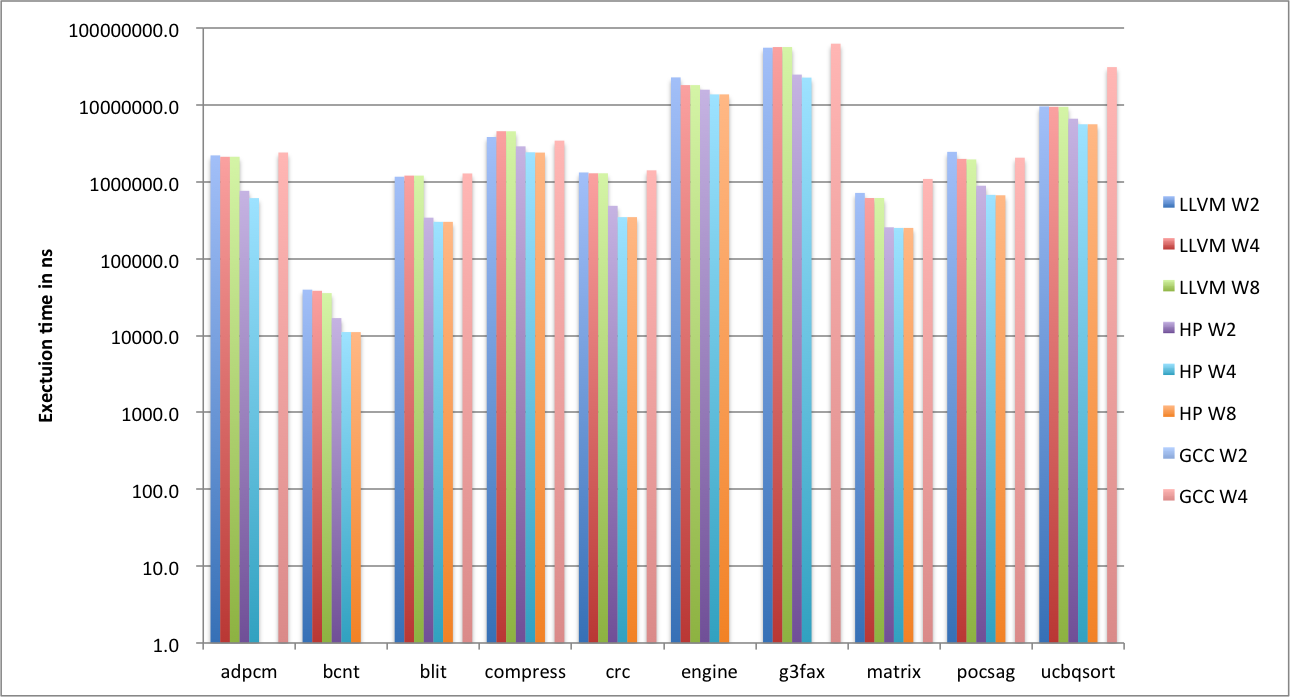 100000000.0
10000000.0
1000000.0
100000.0
10000.0
1000.0
100.0
10.0
1.0
Exectuion time in ns
adpcm bcnt blit compress crc engine g3fax matrix pocsag ucbqsort
LLVM W2
LLVM W4
LLVM W8
HP W2
HP W4
HP W8
GCC W2
GCC W4